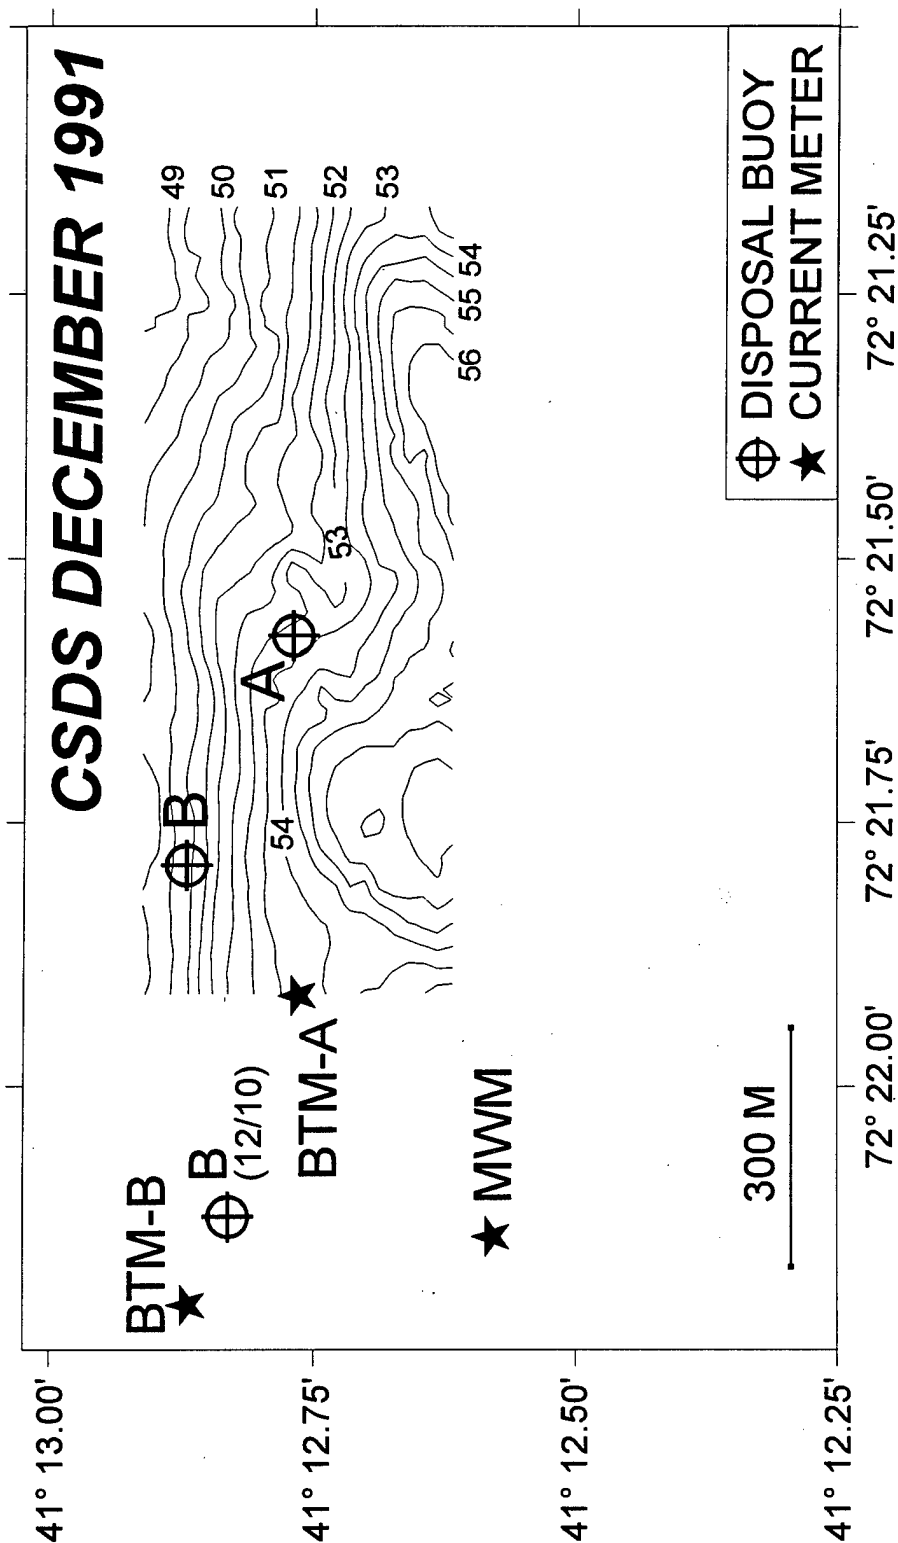 CSDS DECEMBER 1991
BTM-B
B
(12/10)
BTM-A
MWM
B
A
54
53
49
50
51
52
53
54
55
56
300 M
DISPOSAL BUOY
CURRENT METER
41° 13.00'
41° 12.75'
41° 12.50'
41° 12.25'
72° 22.00'
72° 21.75'
72° 21.50'
72° 21.25'